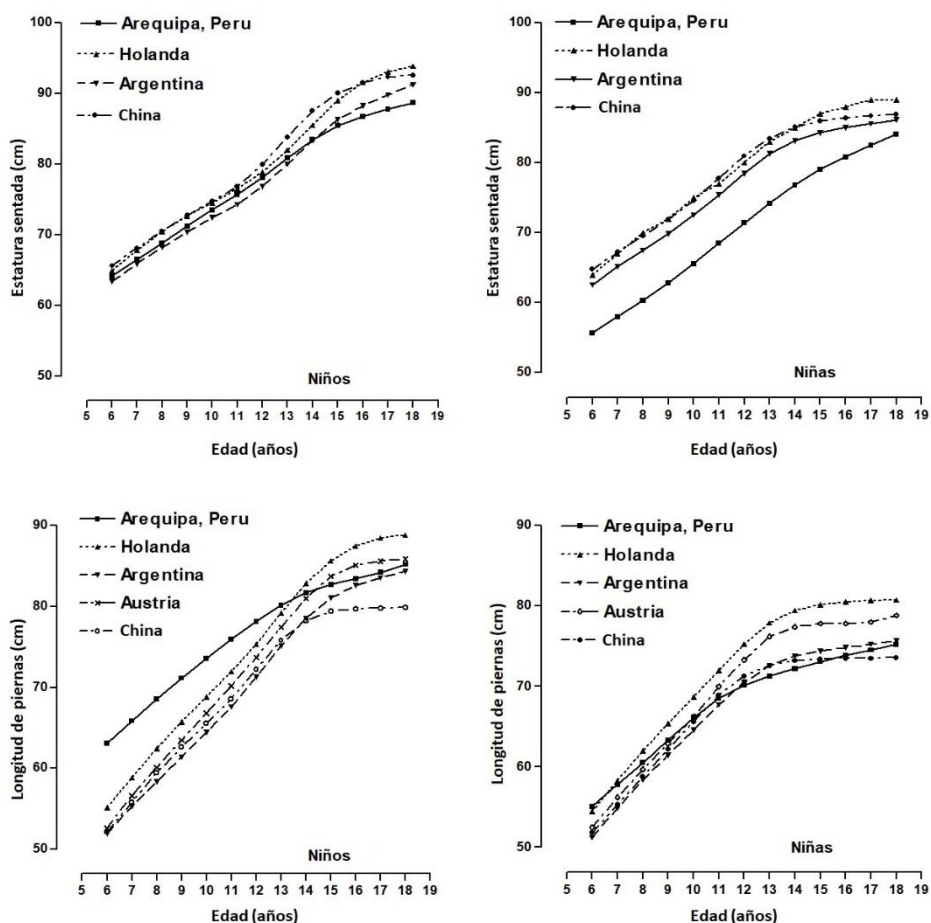 Arequipa, Peru
Holanda
Argentina
China
Estatura sentada (cm)
100
90
80
70
60
50
Niños
5 6 7 8 9 10 11 12 13 14 15 16 17 18 19
Edad (años)
Arequipa, Peru
Holanda
Argentina
China
Estatura sentada (cm)
100
90
80
70
60
50
Niñas
5 6 7 8 9 10 11 12 13 14 15 16 17 18 19
Edad (años)
Arequipa, Peru
Holanda
Argentina
Austria
China
Longitud de piernas (cm)
90
80
70
60
50
Niños
5 6 7 8 9 10 11 12 13 14 15 16 17 18 19
Edad (años)
Arequipa, Peru
Holanda
Argentina
Austria
China
Longitud de piernas (cm)
90
80
70
60
50
Niñas
5 6 7 8 9 10 11 12 13 14 15 16 17 18 19
Edad (años)